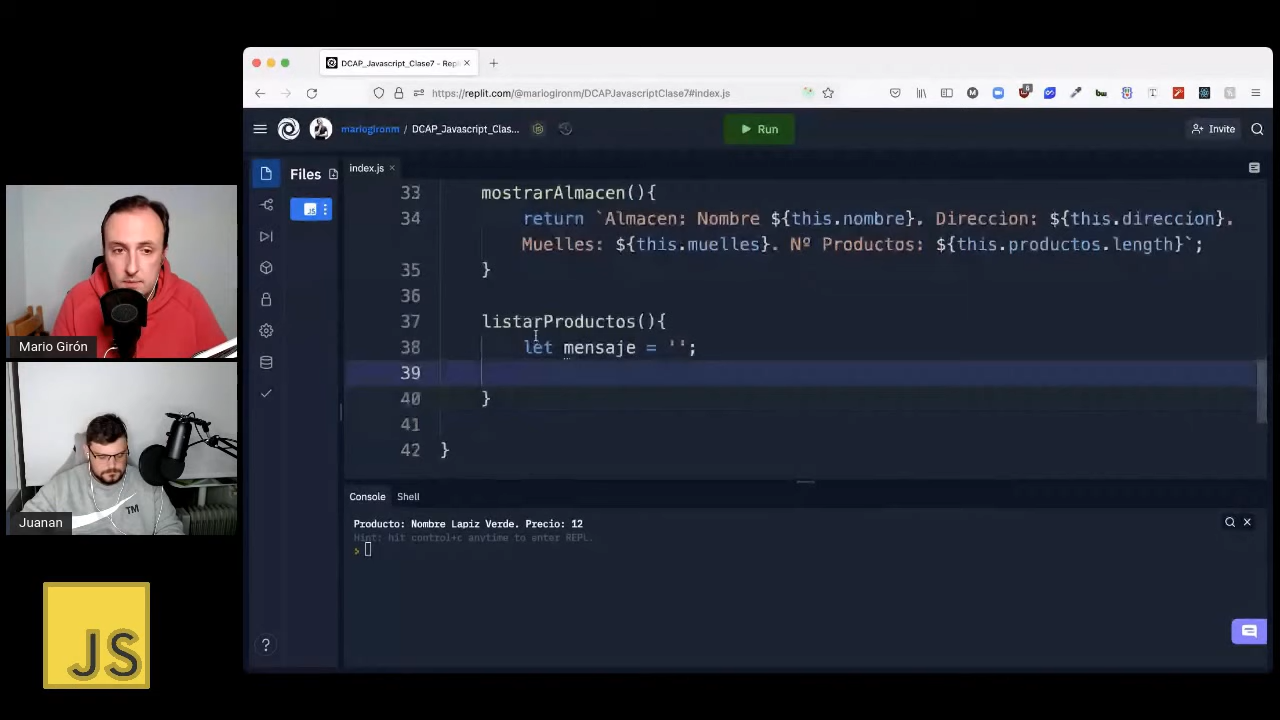 DCAP_Javascript_Clase7 - Repl
https://replit.com/@mariogironm/DCAPJavascriptClase7#index.js
mariogironm / DCAP_Javascript_Clas...
Run
Invite
Files
JS
index.js
33 mostrarAlmacen(){
34 return `Almacen: Nombre ${this.nombre}. Direccion: ${this.direccion}.
Muelles: ${this.muelles}. Nº Productos: ${this.productos.length}`;
35 }
36
37 listarProductos(){
38 let mensaje = '';
39
40 }
41
42 }
Console Shell
Producto: Nombre Lapiz Verde. Precio: 12
Hint: hit control+c anytime to enter REPL.
>
Mario Girón
TM
Juanan
JS
?